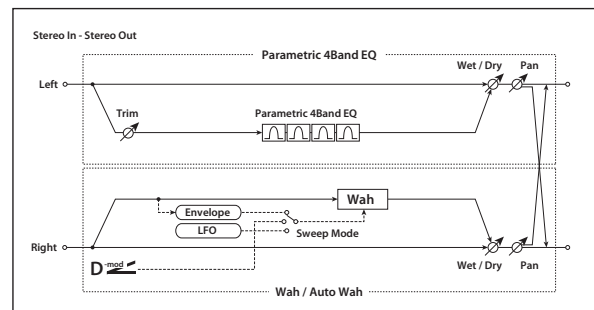 Stereo In - Stereo Out
Parametric 4Band EQ
Wet / Dry
Pan
Left
Trim
Parametric 4Band EQ
Wah
Envelope
LFO
Sweep Mode
Right
D-mod
Wet / Dry
Pan
Wah / Auto Wah